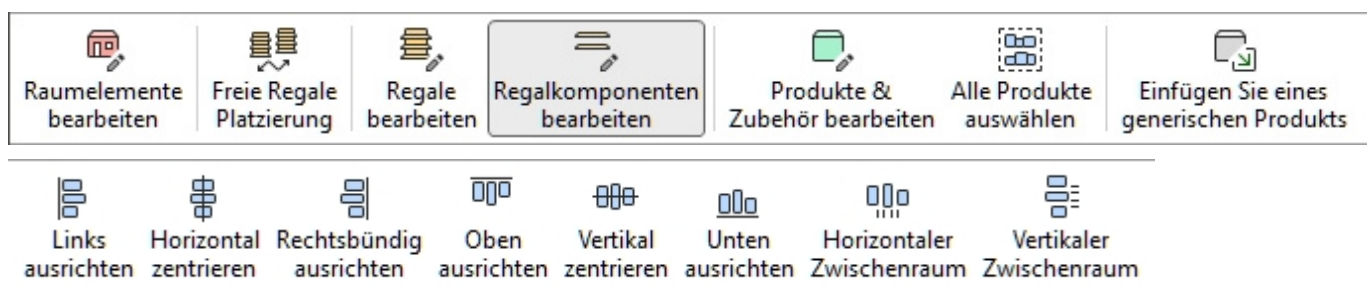 Raumelemente
bearbeiten
Freie Regale
Platzierung
Regale
bearbeiten
Regalkomponenten
bearbeiten
Produkte &
Zubehör bearbeiten
Alle Produkte
auswählen
Einfügen Sie eines
generischen Produkts
Links
ausrichten
Horizontal
zentrieren
Rechtsbündig
ausrichten
Oben
ausrichten
Vertikal
zentrieren
Unten
ausrichten
Horizontaler
Zwischenraum
Vertikaler
Zwischenraum